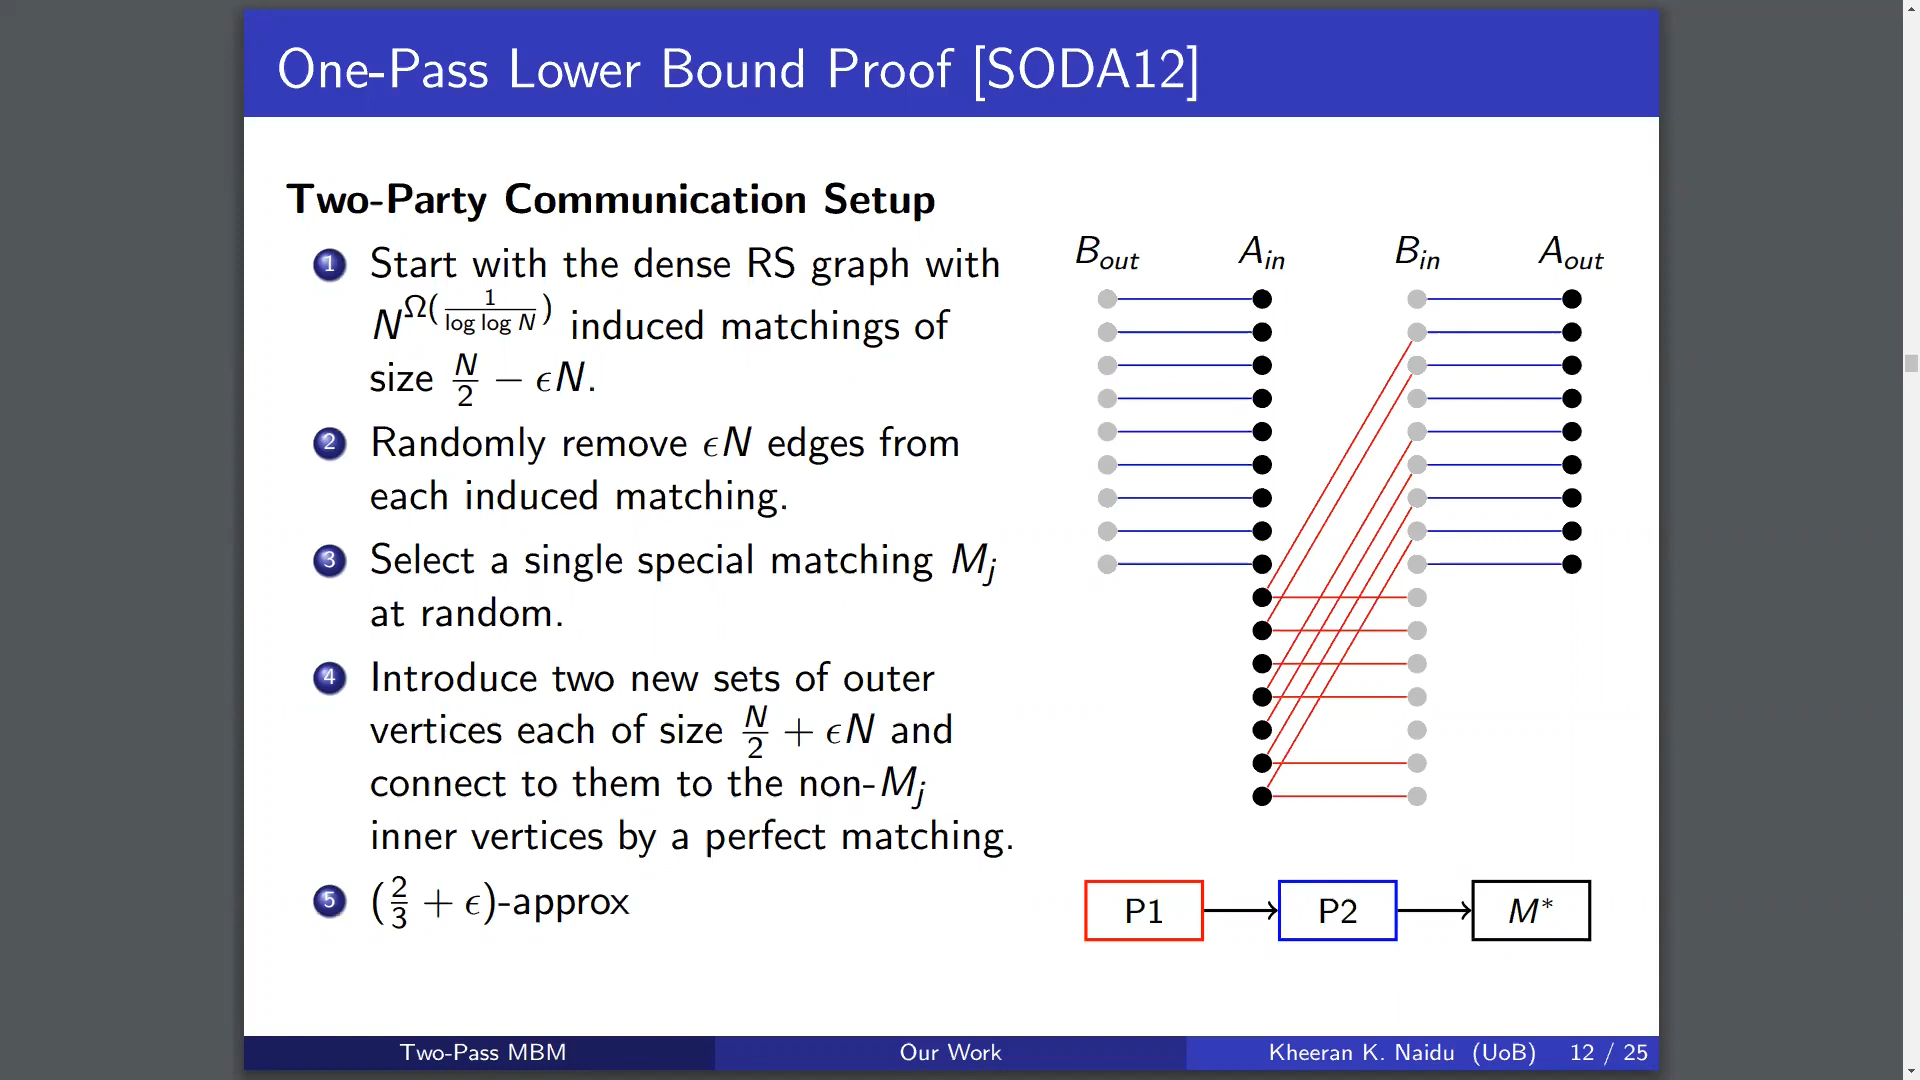 One-Pass Lower Bound Proof [SODA12]
Two-Party Communication Setup
1 Start with the dense RS graph with
N^Ω(1/log log N) induced matchings of
size N/2 − ϵN.
2 Randomly remove ϵN edges from
each induced matching.
3 Select a single special matching M_j
at random.
4 Introduce two new sets of outer
vertices each of size N/2 + ϵN and
connect to them to the non-M_j
inner vertices by a perfect matching.
5 (2/3 + ϵ)-approx
B_out A_in B_in A_out
P1 P2 M*
Two-Pass MBM Our Work Kheeran K. Naidu (UoB) 12 / 25